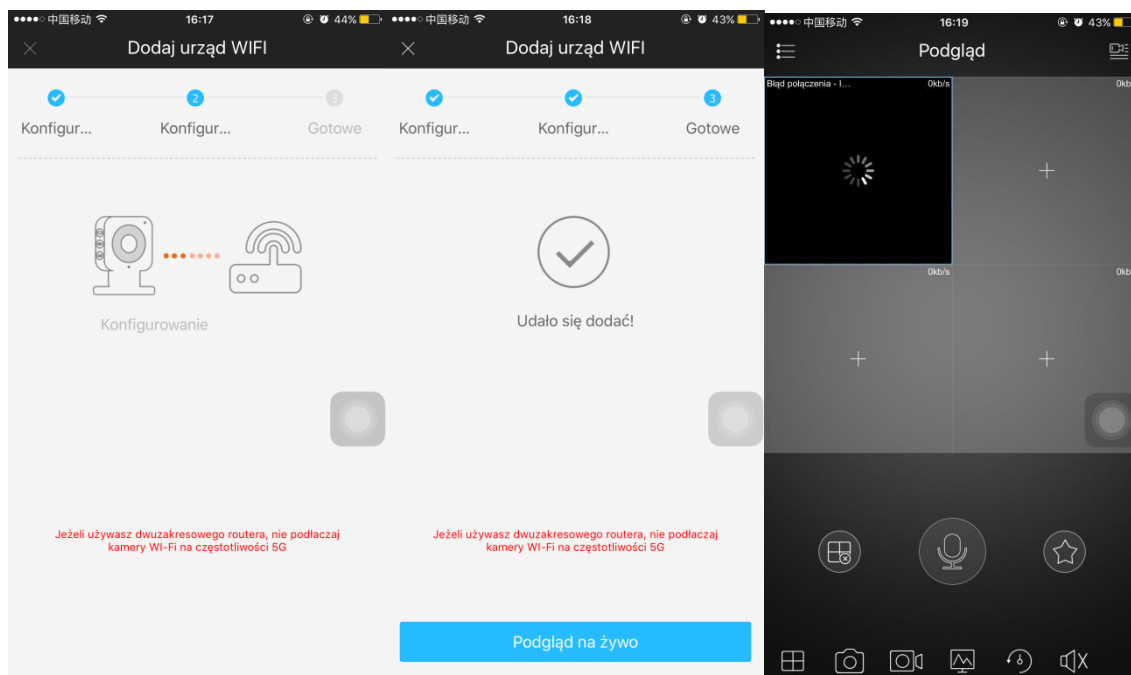 中国移动 16:17 44%
Dodaj urząd WIFI
2 3
Konfigur... Konfigur... Gotowe
Konfigurowanie
Jeżeli używasz dwuzakresowego routera, nie podłaczaj
kamery WI-Fi na częstotliwości 5G
中国移动 16:18 43%
Dodaj urząd WIFI
3
Konfigur... Konfigur... Gotowe
Udało się dodać!
Jeżeli używasz dwuzakresowego routera, nie podłaczaj
kamery WI-Fi na częstotliwości 5G
Podgląd na żywo
中国移动 16:19 43%
Podgląd
Błąd połączenia - I... 0kb/s 0kb
0kb/s 0kb